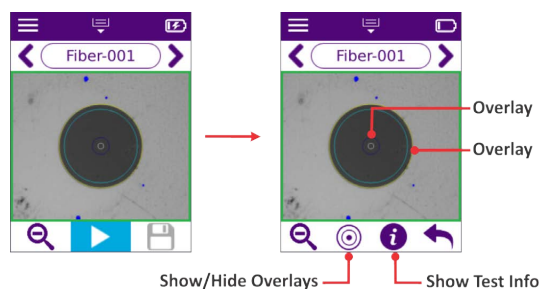 Fiber-001
Fiber-001
Overlay
Overlay
Show/Hide Overlays
Show Test Info